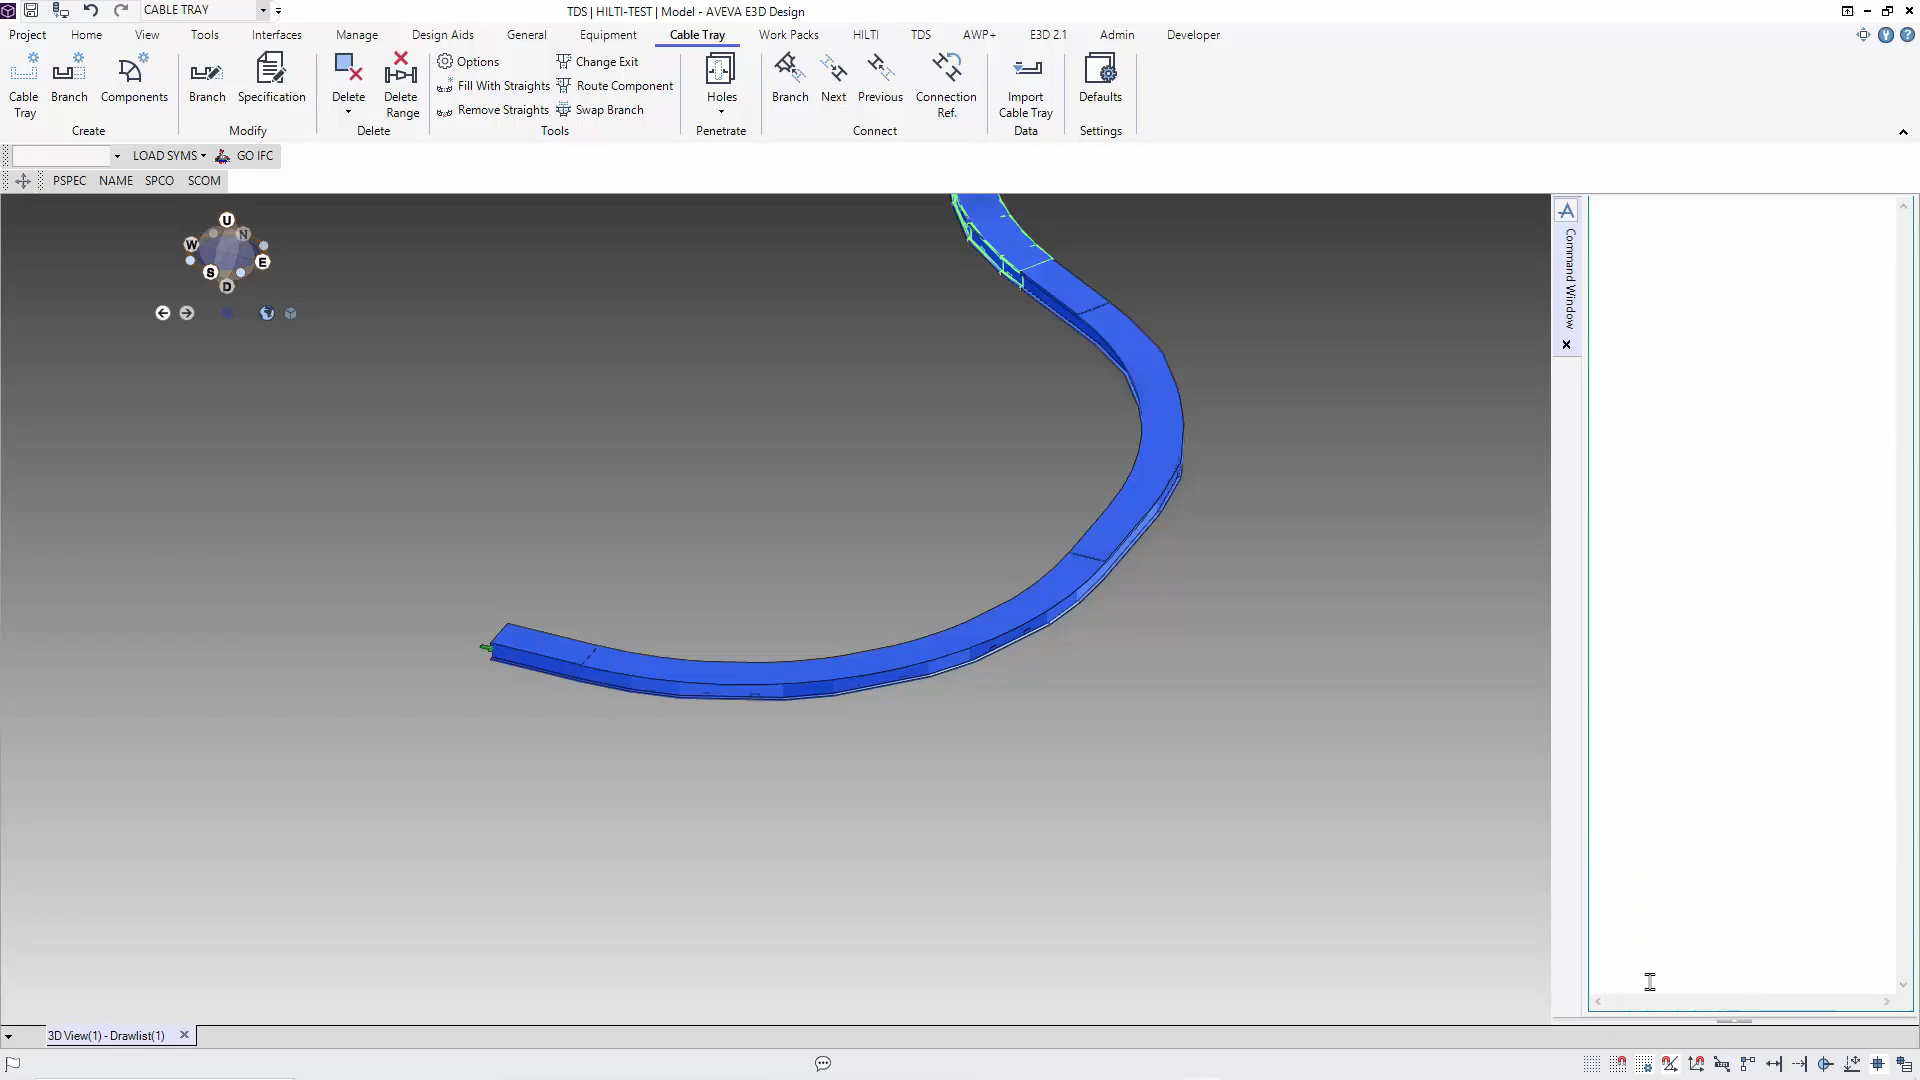 CABLE TRAY
TDS | HILTI-TEST | Model - AVEVA E3D Design
Project Home View Tools Interfaces Manage Design Aids General Equipment Cable Tray Work Packs HILTI TDS AWP+ E3D 2.1 Admin Developer
Cable Tray
Branch
Components
Create
Branch
Specification
Modify
Delete
Delete Range
Delete
Options
Fill With Straights
Remove Straights
Change Exit
Route Component
Swap Branch
Tools
Holes
Penetrate
Branch
Next
Previous
Connection Ref.
Connect
Import Cable Tray
Data
Defaults
Settings
LOAD SYMS GO IFC
PSPEC NAME SPCO SCOM
U
N
W
E
S
D
Command Window
3D View(1) - Drawlist(1)